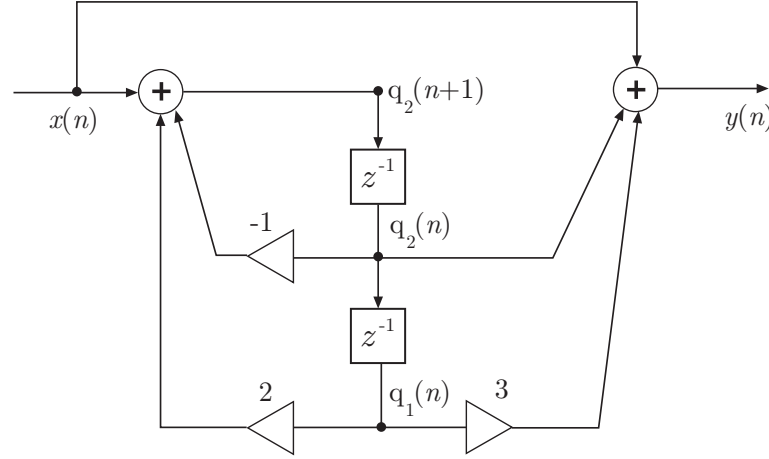 +
+
q₂(n+1)
x(n)
y(n)
z⁻¹
-1
q₂(n)
z⁻¹
2
q₁(n)
3